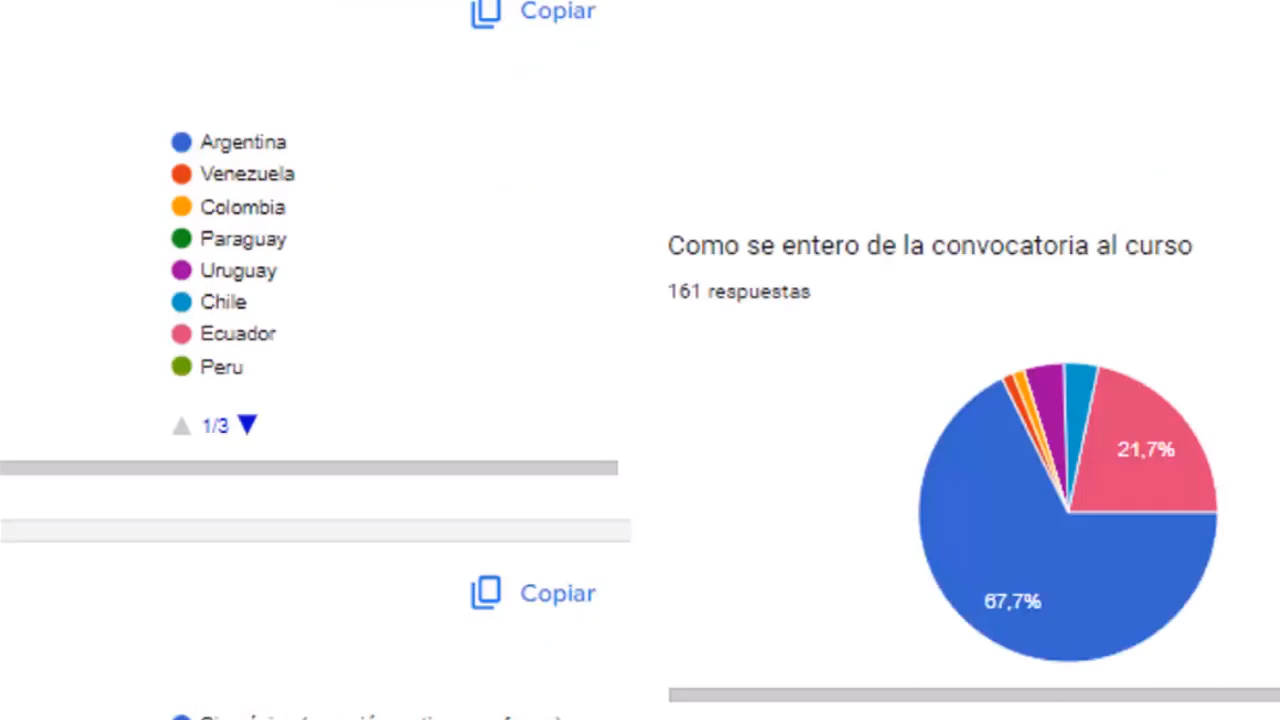 Copiar
Argentina
Venezuela
Colombia
Paraguay
Uruguay
Chile
Ecuador
Peru
1/3
Copiar
Como se entero de la convocatoria al curso
161 respuestas
21,7%
67,7%